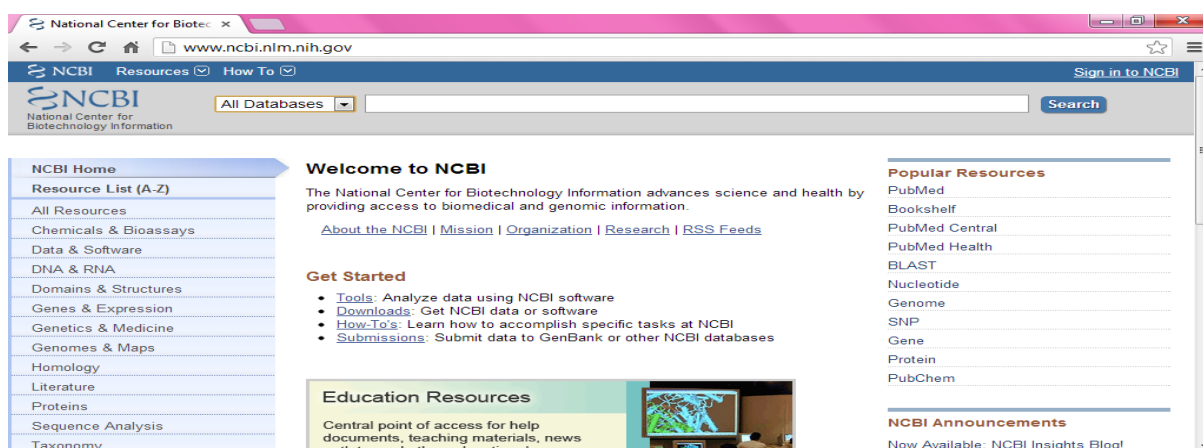 National Center for Biotec
www.ncbi.nlm.nih.gov
NCBI Resources How To Sign in to NCBI
NCBI
National Center for
Biotechnology Information
All Databases
Search
NCBI Home
Resource List (A-Z)
All Resources
Chemicals & Bioassays
Data & Software
DNA & RNA
Domains & Structures
Genes & Expression
Genetics & Medicine
Genomes & Maps
Homology
Literature
Proteins
Sequence Analysis
Taxonomy
Welcome to NCBI
The National Center for Biotechnology Information advances science and health by
providing access to biomedical and genomic information.
About the NCBI | Mission | Organization | Research | RSS Feeds
Get Started
• Tools: Analyze data using NCBI software
• Downloads: Get NCBI data or software
• How-To's: Learn how to accomplish specific tasks at NCBI
• Submissions: Submit data to GenBank or other NCBI databases
Education Resources
Central point of access for help
documents, teaching materials, news
Popular Resources
PubMed
Bookshelf
PubMed Central
PubMed Health
BLAST
Nucleotide
Genome
SNP
Gene
Protein
PubChem
NCBI Announcements
Now Available: NCBI Insights Blog!